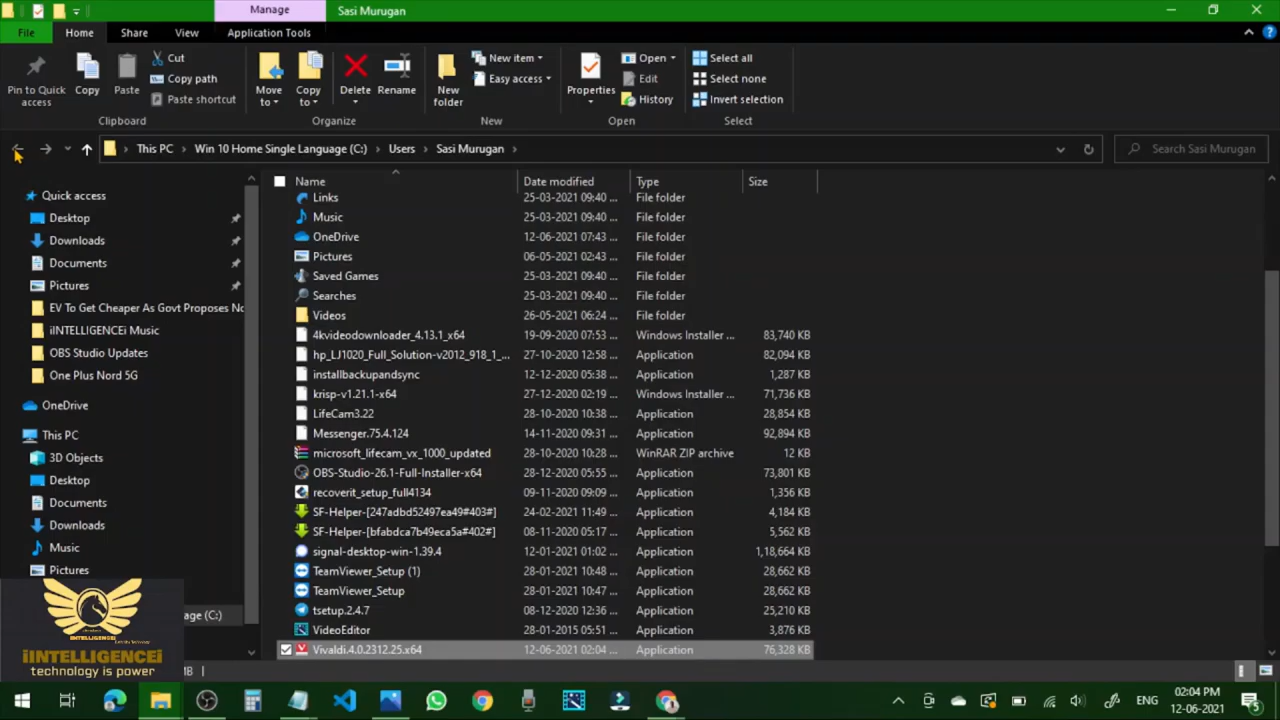 Manage
Sasi Murugan
File
Home
Share
View
Application Tools
Pin to Quick access
Copy
Paste
Cut
Copy path
Paste shortcut
Clipboard
Move to
Copy to
Delete
Rename
Organize
New folder
New item
Easy access
New
Properties
Open
Edit
History
Open
Select all
Select none
Invert selection
Select
This PC > Win 10 Home Single Language (C:) > Users > Sasi Murugan >
Search Sasi Murugan
Quick access
Desktop
Downloads
Documents
Pictures
EV To Get Cheaper As Govt Proposes No
iINTELLIGENCEi Music
OBS Studio Updates
One Plus Nord 5G
OneDrive
This PC
3D Objects
Desktop
Documents
Downloads
Music
Pictures
age (C:)
Name Date modified Type Size
Links 25-03-2021 09:40 ... File folder
Music 25-03-2021 09:40 ... File folder
OneDrive 12-06-2021 07:43 ... File folder
Pictures 06-05-2021 02:43 ... File folder
Saved Games 25-03-2021 09:40 ... File folder
Searches 25-03-2021 09:40 ... File folder
Videos 26-05-2021 06:24 ... File folder
4kvideodownloader_4.13.1_x64 19-09-2020 07:53 ... Windows Installer ... 83,740 KB
hp_LJ1020_Full_Solution-v2012_918_1_... 27-10-2020 12:58 ... Application 82,094 KB
installbackupandsync 12-12-2020 05:38 ... Application 1,287 KB
krisp-v1.21.1-x64 27-12-2020 02:19 ... Windows Installer ... 71,736 KB
LifeCam3.22 28-10-2020 10:38 ... Application 28,854 KB
Messenger.75.4.124 14-11-2020 09:31 ... Application 92,894 KB
microsoft_lifecam_vx_1000_updated 28-10-2020 10:28 ... WinRAR ZIP archive 12 KB
OBS-Studio-26.1-Full-Installer-x64 28-12-2020 05:55 ... Application 73,801 KB
recoverit_setup_full4134 09-11-2020 09:09 ... Application 1,356 KB
SF-Helper-[247adbd52497ea49#403#] 24-02-2021 11:49 ... Application 4,184 KB
SF-Helper-[bfabdca7b49eca5a#402#] 08-11-2020 05:17 ... Application 5,562 KB
signal-desktop-win-1.39.4 12-01-2021 01:02 ... Application 1,18,664 KB
TeamViewer_Setup (1) 28-01-2021 10:48 ... Application 28,662 KB
TeamViewer_Setup 28-01-2021 10:47 ... Application 28,662 KB
tsetup.2.4.7 08-12-2020 12:36 ... Application 25,210 KB
VideoEditor 28-01-2015 05:51 ... Application 3,876 KB
Vivaldi.4.0.2312.25.x64 12-06-2021 02:04 ... Application 76,328 KB
iINTELLIGENCEi
technology is power
MB
ENG
02:04 PM
12-06-2021
5